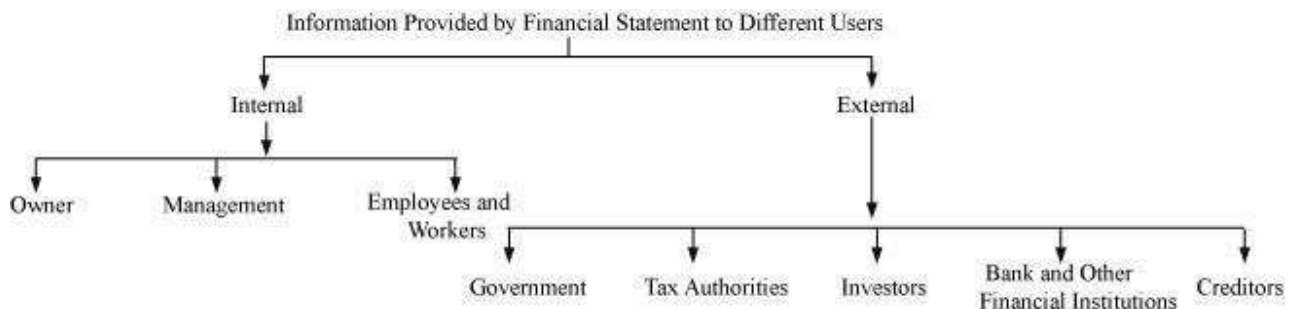 Information Provided by Financial Statement to Different Users
Internal
External
Owner
Management
Employees and
Workers
Government
Tax Authorities
Investors
Bank and Other
Financial Institutions
Creditors